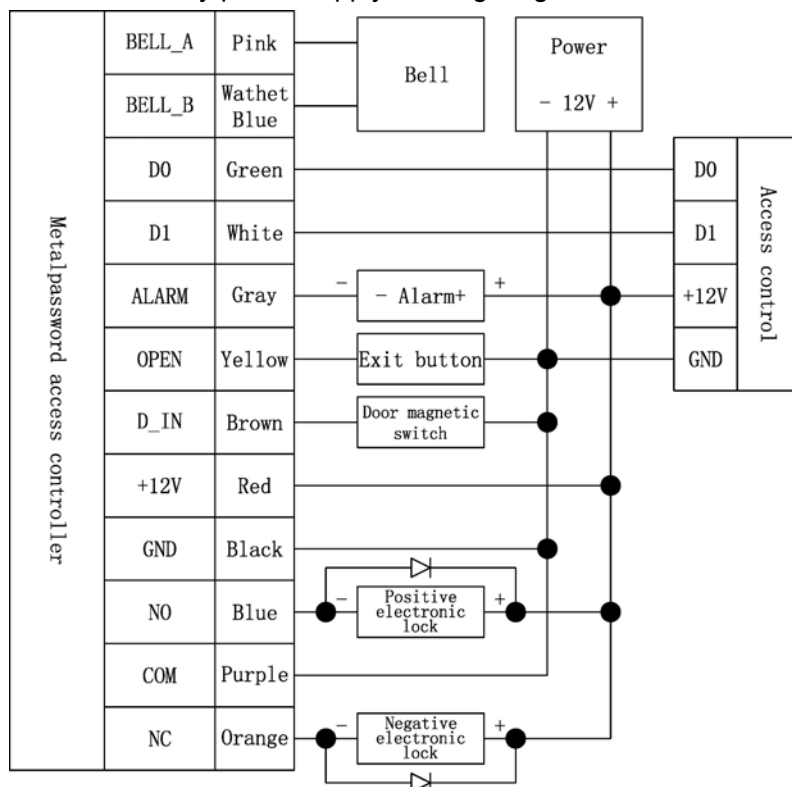 BELL_A Pink
Bell
Power
- 12V +
BELL_B Wathet
Blue
D0 Green D0
D1 White D1
ALARM Gray - - Alarm+ + +12V
OPEN Yellow Exit button GND
D_IN Brown Door magnetic
switch
+12V Red
GND Black
NO Blue - Positive
electronic
lock +
COM Purple
NC Orange - Negative
electronic
lock +
Metalpassword access controller
Access control